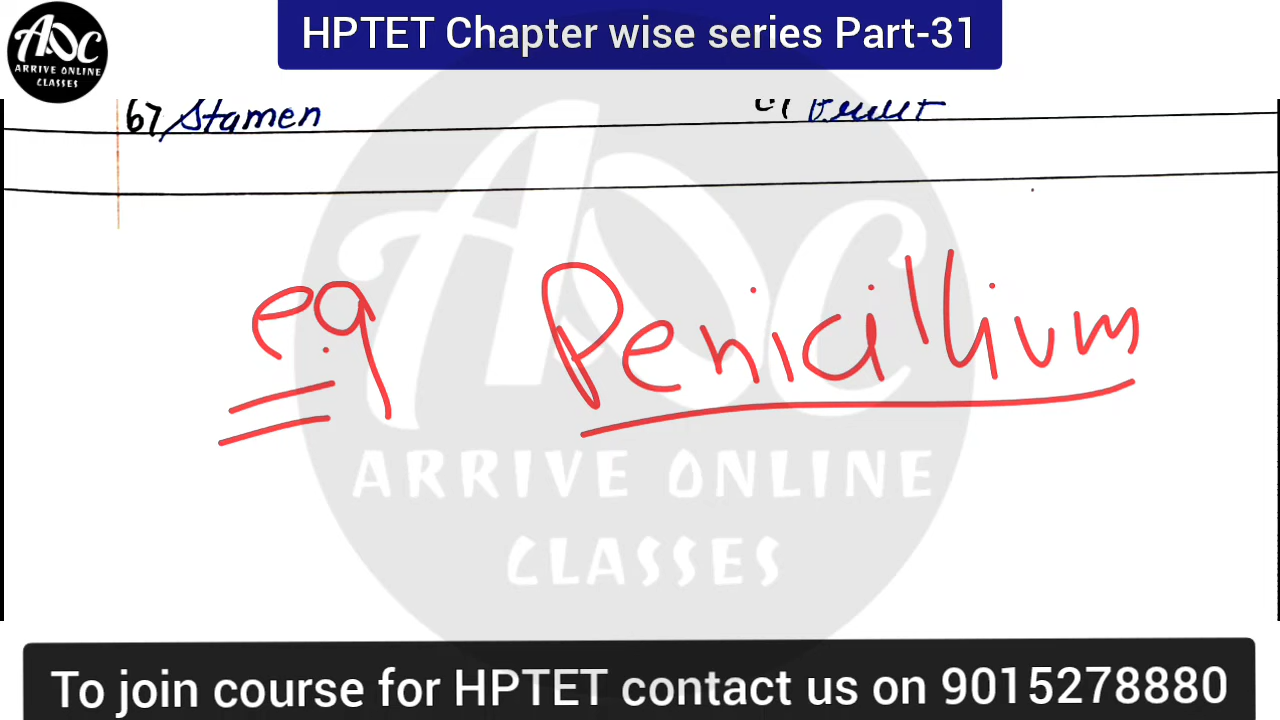 ADC
ARRIVE ONLINE
CLASSES
HPTET Chapter wise series Part-31
b) Stamen
eg Penicillium
ADC
ARRIVE ONLINE
CLASSES
To join course for HPTET contact us on 9015278880